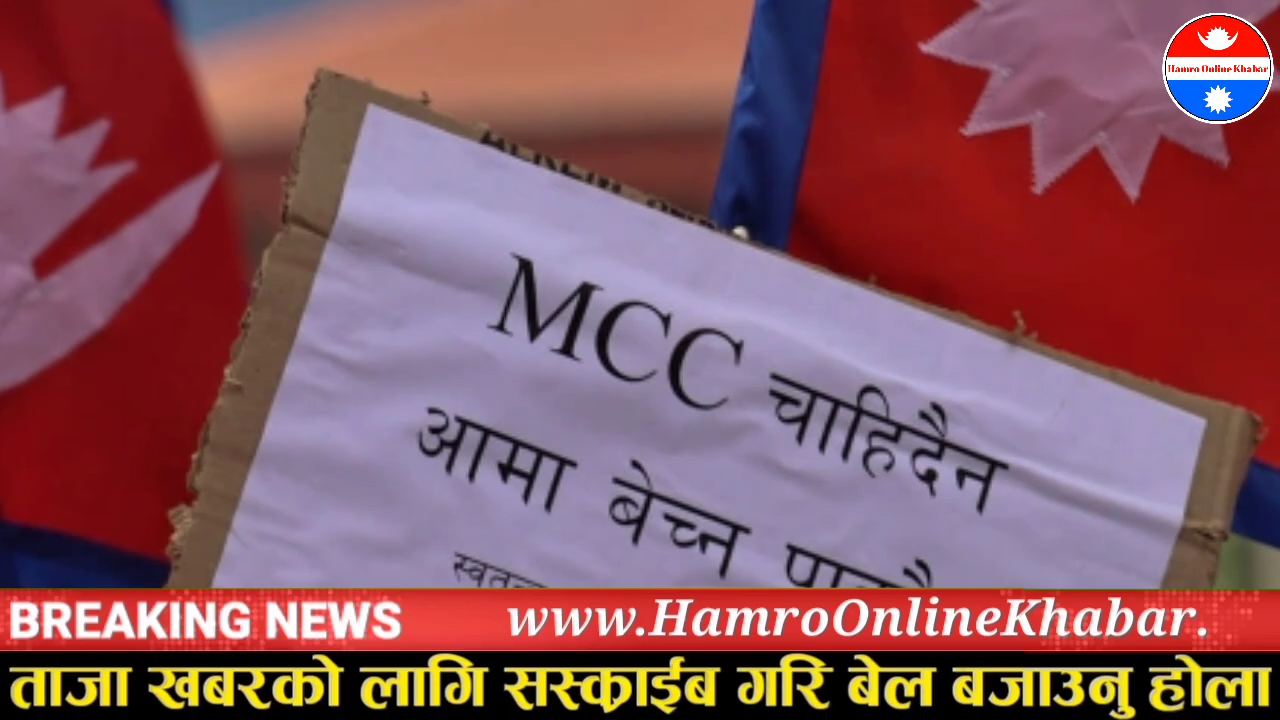 Hamro Online Khabar
MCC चाहिदैन
आमा बेच्न
BREAKING NEWS
www.HamroOnlineKhabar.
ताजा खबरको लागि सस्क्राईब गरि बेल बजाउनु होला